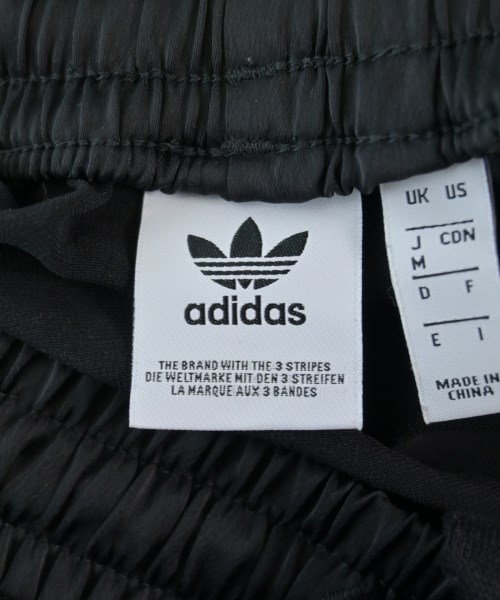 adidas
THE BRAND WITH THE 3 STRIPES
DIE WELTMARKE MIT DEN 3 STREIFEN
LA MARQUE AUX 3 BANDES
UK US
J CDN
M
D F
E I
MADE IN
CHINA